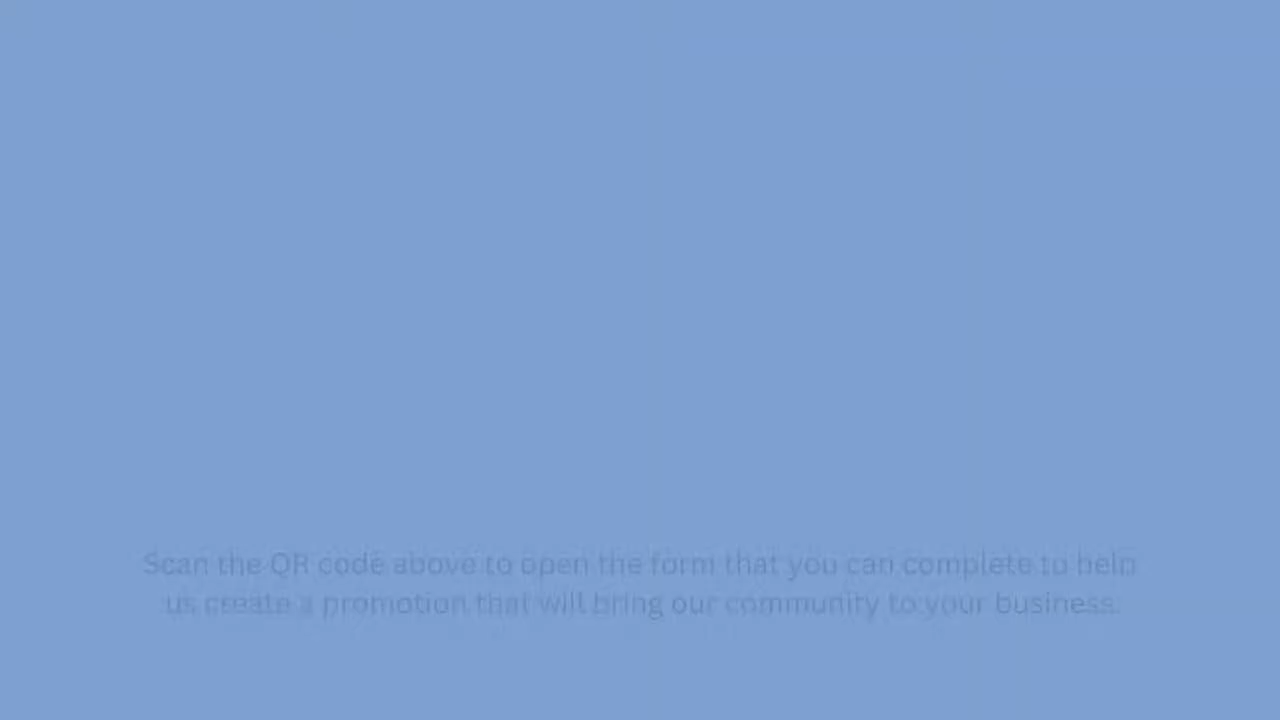 Scan the QR code above to open the form that you can complete to help
us create a promotion that will bring our community to your business.